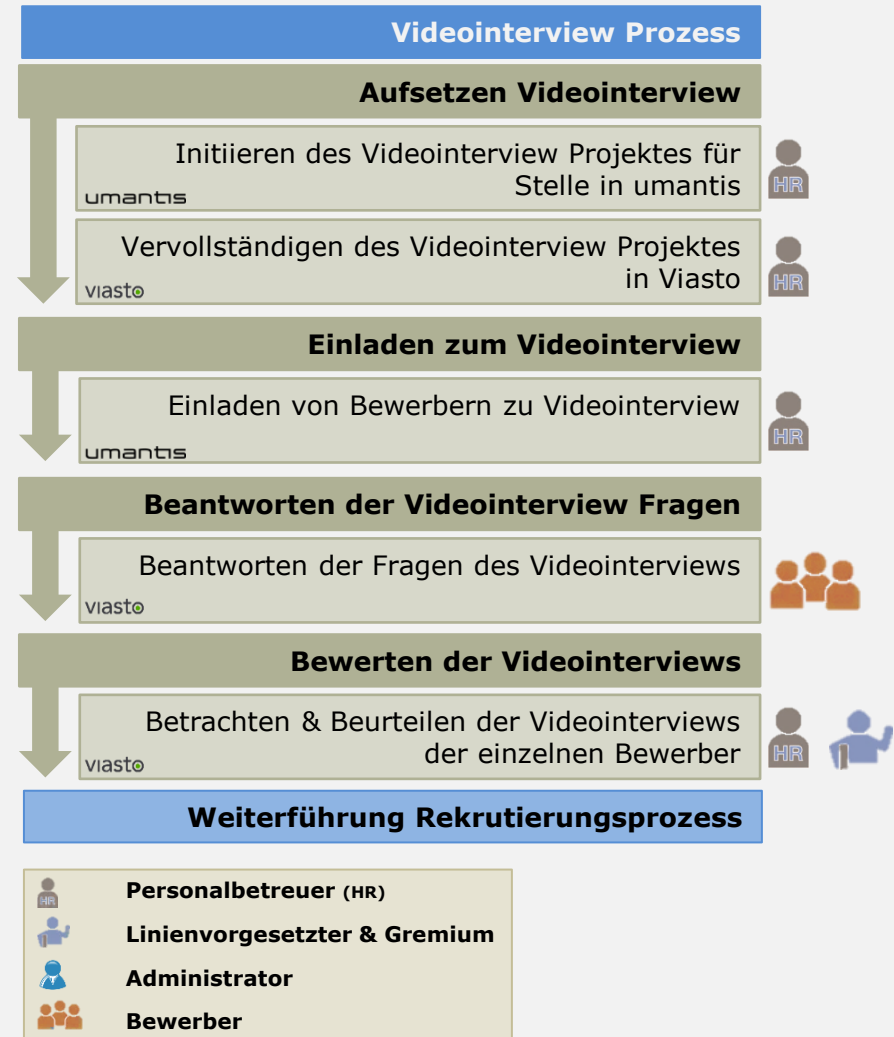 Videointerview Prozess
Aufsetzen Videointerview
Initiieren des Videointerview Projektes für
Stelle in umantis
umantis
HR
Vervollständigen des Videointerview Projektes
in Viasto
viasto
HR
Einladen zum Videointerview
Einladen von Bewerbern zu Videointerview
umantis
HR
Beantworten der Videointerview Fragen
Beantworten der Fragen des Videointerviews
viasto
Bewerten der Videointerviews
Betrachten & Beurteilen der Videointerviews
der einzelnen Bewerber
viasto
HR
Weiterführung Rekrutierungsprozess
HR
Personalbetreuer (HR)
Linienvorgesetzter & Gremium
Administrator
Bewerber